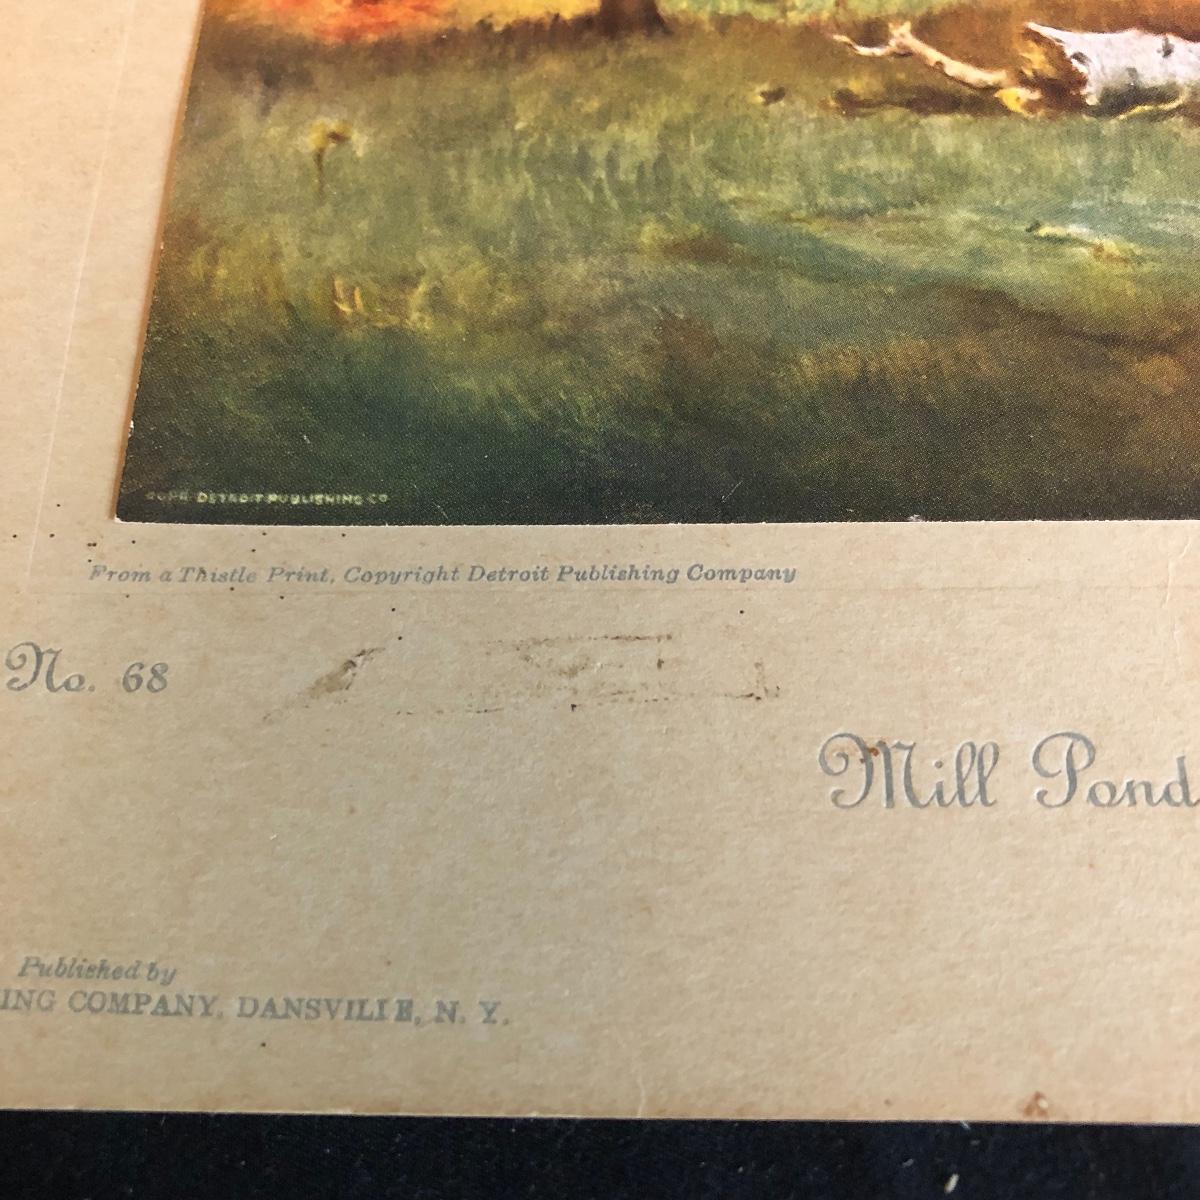 COPR. DETROIT PUBLISHING CO
From a Thistle Print, Copyright Detroit Publishing Company
No. 68
Mill Pond
Published by
ING COMPANY, DANSVILLE, N. Y.